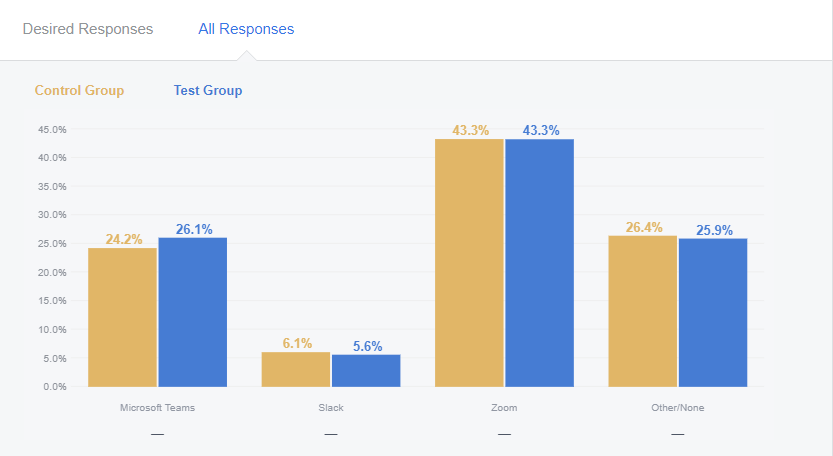 Desired Responses All Responses
Control Group Test Group
45.0%
40.0%
35.0%
30.0%
25.0%
20.0%
15.0%
10.0%
5.0%
0.0%
24.2% 26.1% 6.1% 5.6% 43.3% 43.3% 26.4% 25.9%
Microsoft Teams Slack Zoom Other/None
— — — —